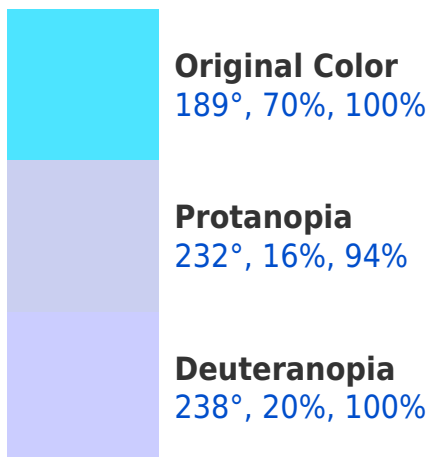 Original Color
189°, 70%, 100%
Protanopia
232°, 16%, 94%
Deuteranopia
238°, 20%, 100%